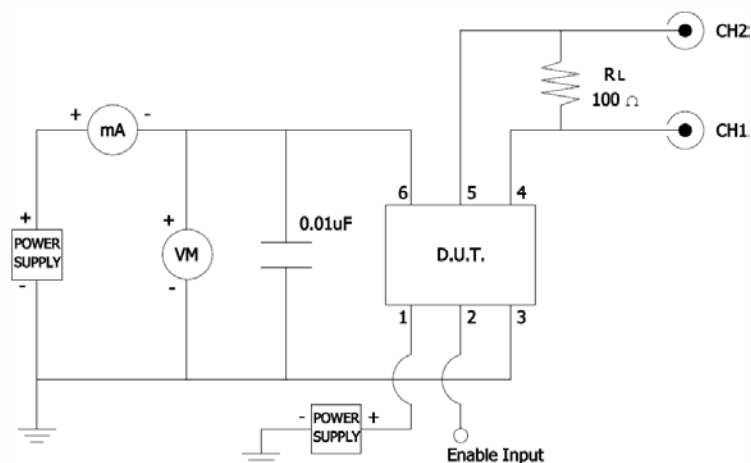 CH2
RL
100 Ω
CH1
+ mA -
6 5 4
+
POWER
SUPPLY
-
+
VM
-
0.01uF
D.U.T.
1 2 3
- POWER
SUPPLY +
Enable Input